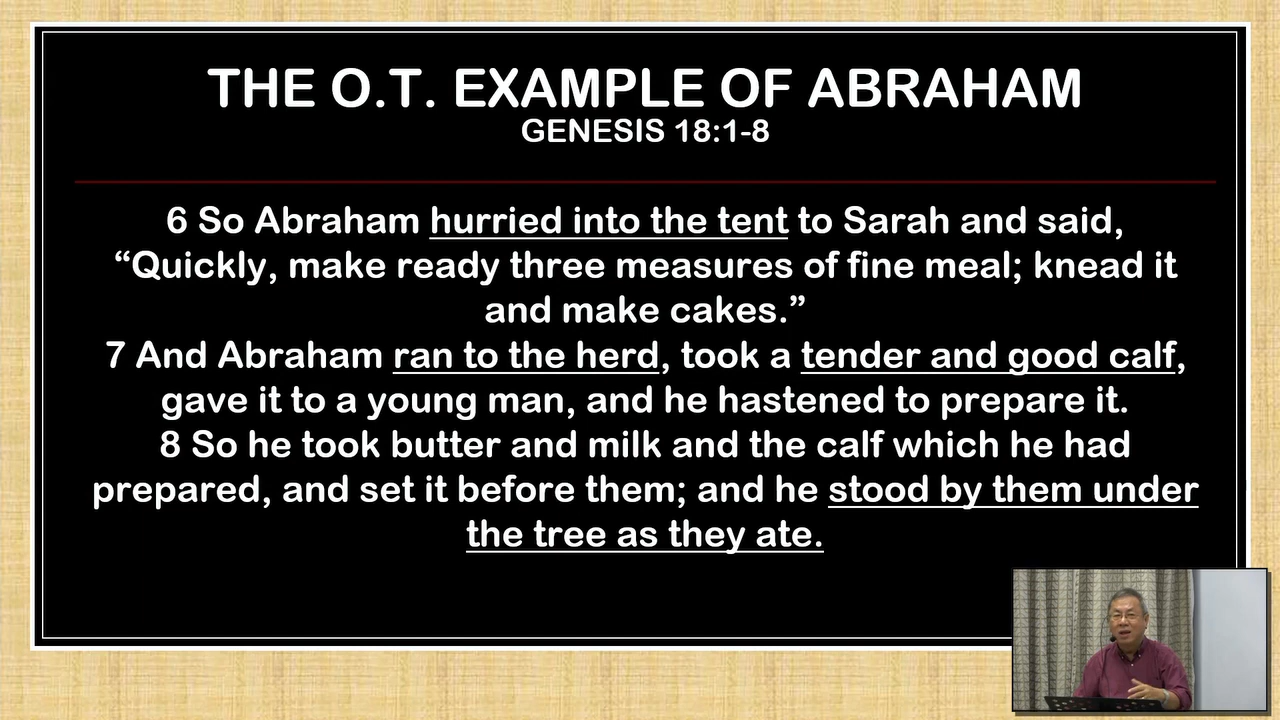 THE O.T. EXAMPLE OF ABRAHAM
GENESIS 18:1-8
6 So Abraham hurried into the tent to Sarah and said,
“Quickly, make ready three measures of fine meal; knead it
and make cakes.”
7 And Abraham ran to the herd, took a tender and good calf,
gave it to a young man, and he hastened to prepare it.
8 So he took butter and milk and the calf which he had
prepared, and set it before them; and he stood by them under
the tree as they ate.